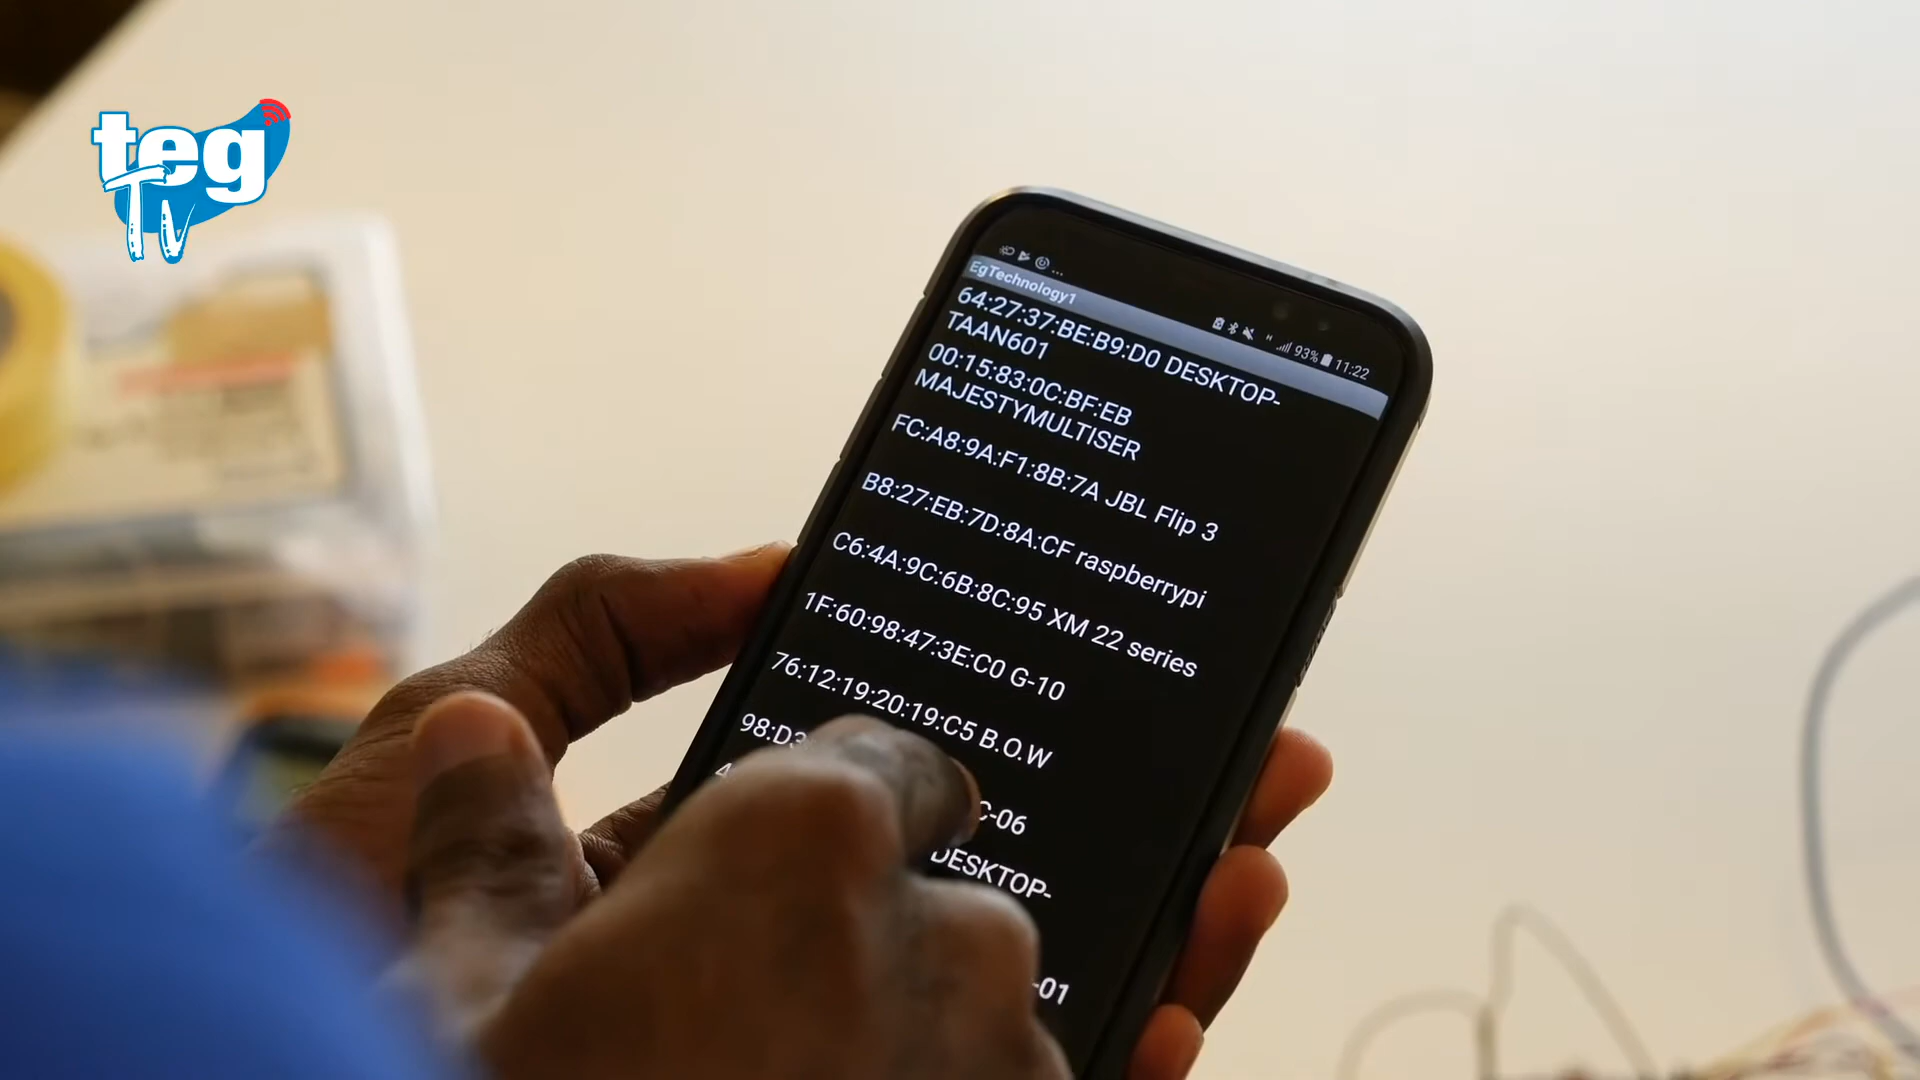 teg
TV
93% 11:22
EgTechnology1
64:27:37:BE:B9:D0 DESKTOP-
TAAN601
00:15:83:0C:BF:EB
MAJESTYMULTISER
FC:A8:9A:F1:8B:7A JBL Flip 3
B8:27:EB:7D:8A:CF raspberrypi
C6:4A:9C:6B:8C:95 XM 22 series
1F:60:98:47:3E:C0 G-10
76:12:19:20:19:C5 B.O.W
98:D3 C-06
4 DESKTOP-
-01